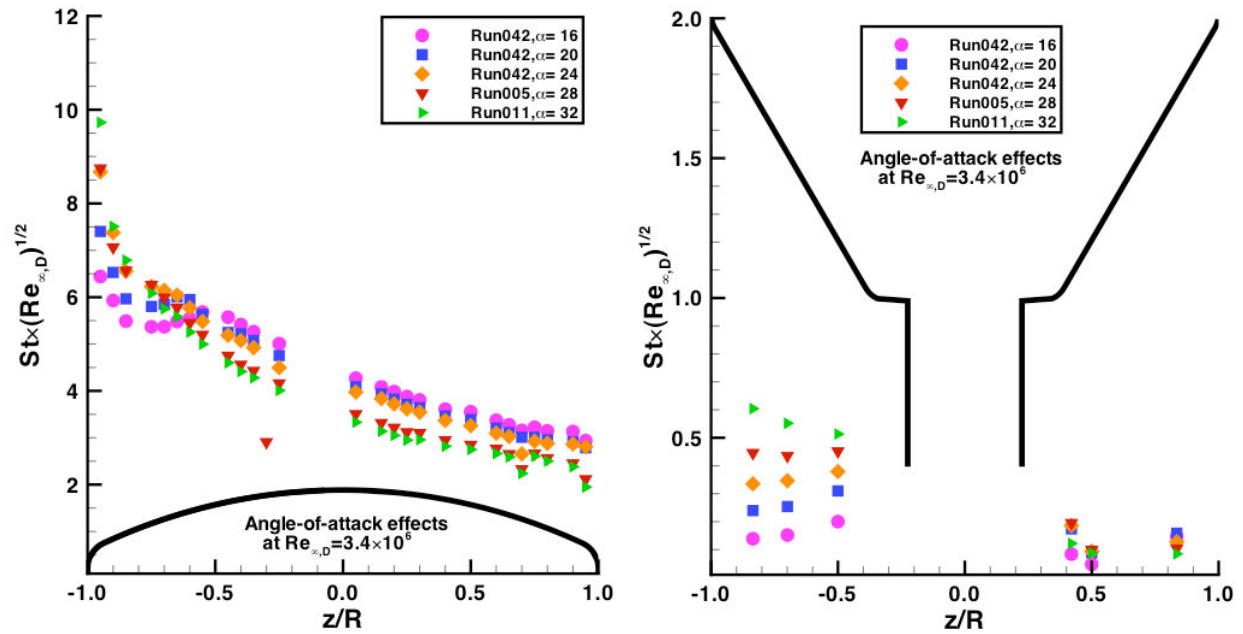 12
10
8
6
4
2
St×(Re∞,D)1/2
Run042,α= 16
Run042,α= 20
Run042,α= 24
Run005,α= 28
Run011,α= 32
Angle-of-attack effects
at Re∞,D=3.4×106
-1.0
-0.5
0.0
0.5
1.0
z/R
2.0
1.5
1.0
0.5
St×(Re∞,D)1/2
Run042,α= 16
Run042,α= 20
Run042,α= 24
Run005,α= 28
Run011,α= 32
Angle-of-attack effects
at Re∞,D=3.4×106
-1.0
-0.5
0.0
0.5
1.0
z/R